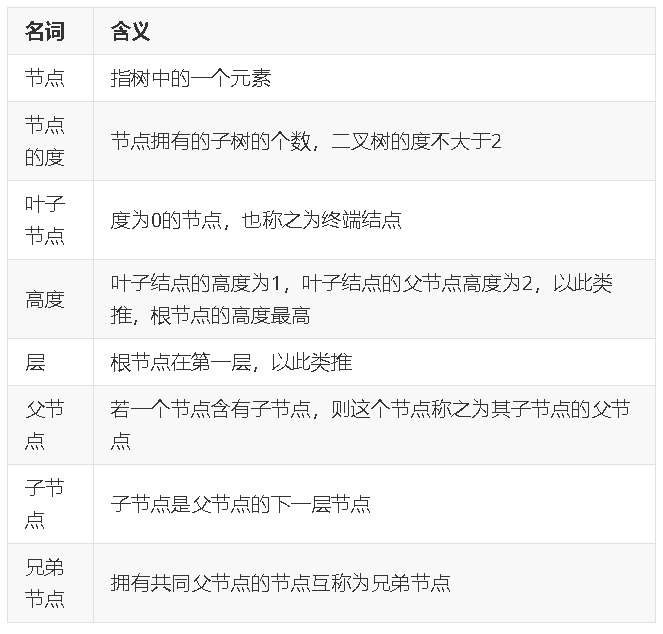 名词
含义
节点
指树中的一个元素
节点
的度
节点拥有的子树的个数，二叉树的度不大于2
叶子
节点
度为0的节点，也称之为终端结点
高度
叶子结点的高度为1，叶子结点的父节点高度为2，以此类
推，根节点的高度最高
层
根节点在第一层，以此类推
父节
点
若一个节点含有子节点，则这个节点称之为其子节点的父节
点
子节
点
子节点是父节点的下一层节点
兄弟
节点
拥有共同父节点的节点互称为兄弟节点